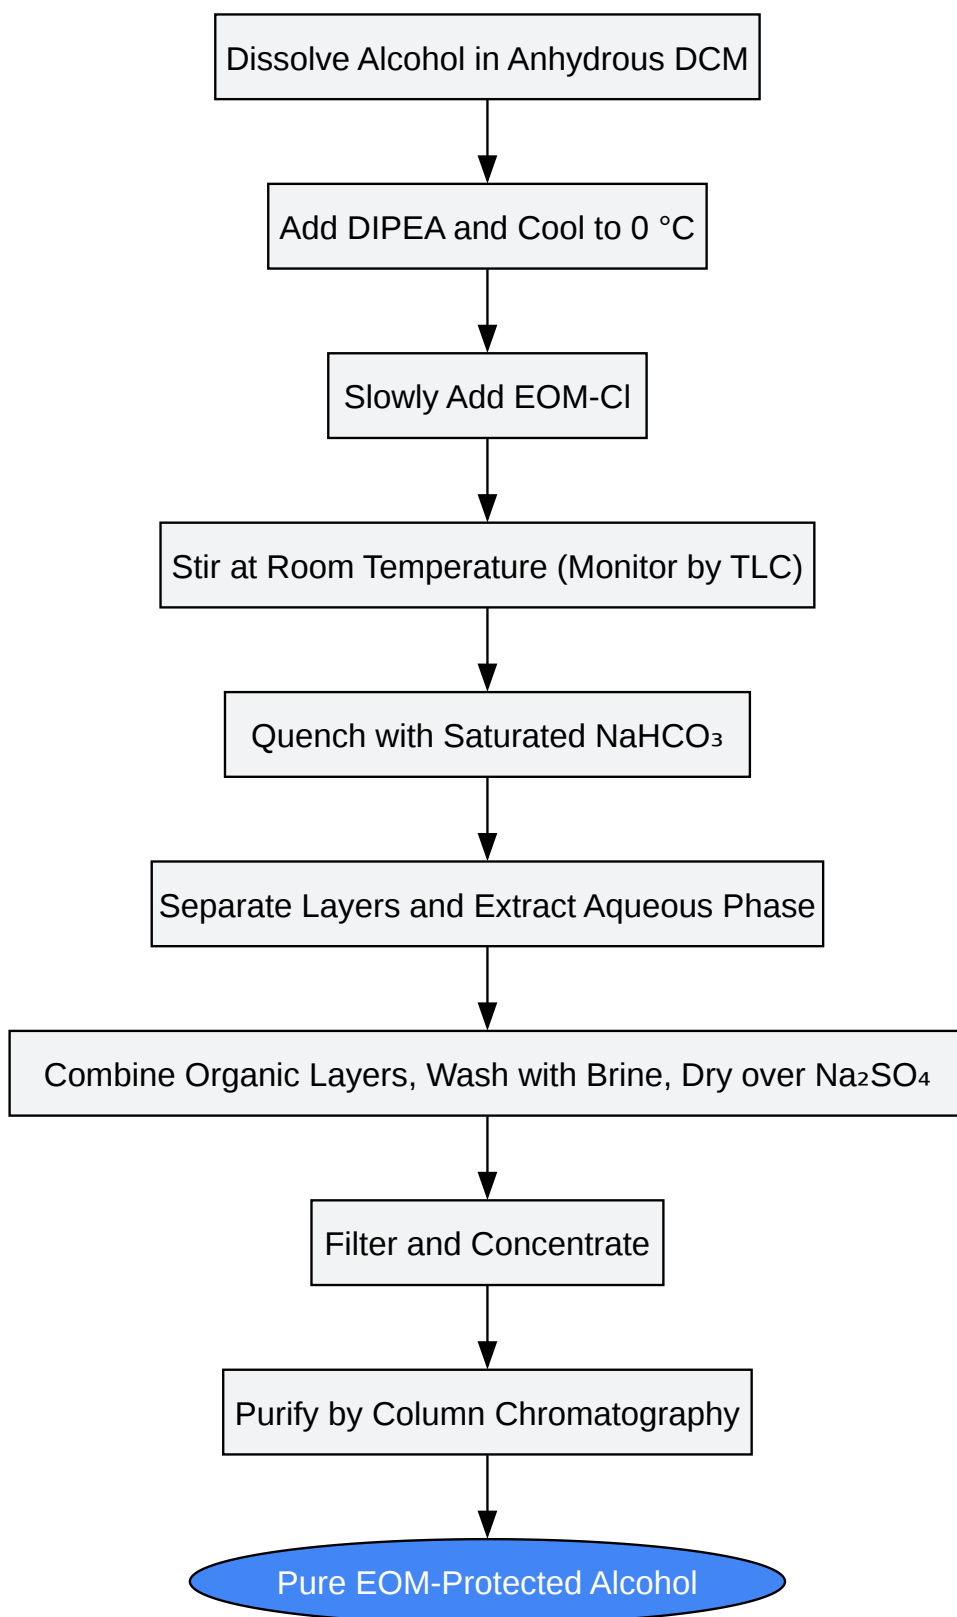 Dissolve Alcohol in Anhydrous DCM
Add DIPEA and Cool to 0 °C
Slowly Add EOM-Cl
Stir at Room Temperature (Monitor by TLC)
Quench with Saturated NaHCO₃
Separate Layers and Extract Aqueous Phase
Combine Organic Layers, Wash with Brine, Dry over Na₂SO₄
Filter and Concentrate
Purify by Column Chromatography
Pure EOM-Protected Alcohol